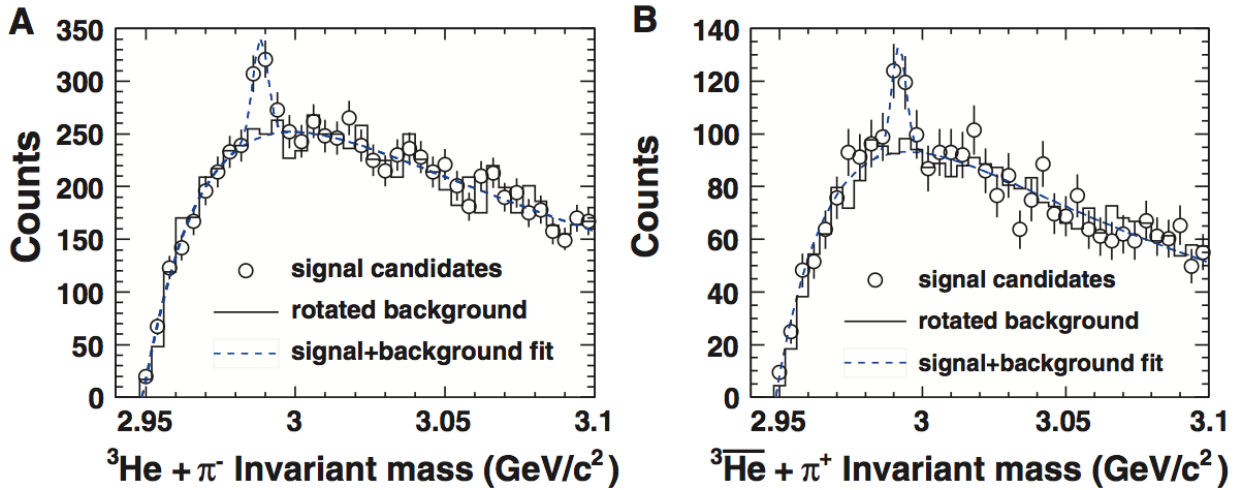 A
350
300
250
200
150
100
50
0
Counts
signal candidates
rotated background
signal+background fit
2.95 3 3.05 3.1
³He + π⁻ Invariant mass (GeV/c²)
B
140
120
100
80
60
40
20
0
Counts
signal candidates
rotated background
signal+background fit
2.95 3 3.05 3.1
³H̅e̅ + π⁺ Invariant mass (GeV/c²)